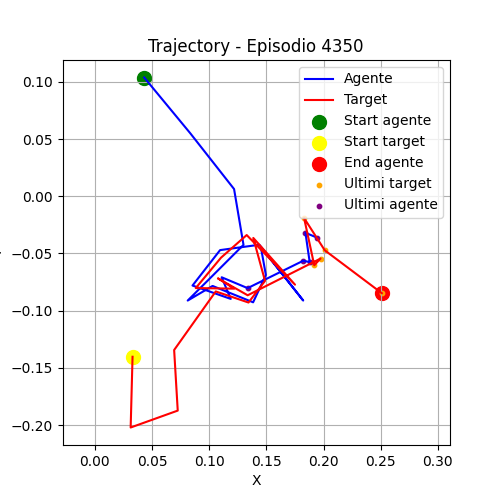 Trajectory - Episodio 4350
Agente
Target
Start agente
Start target
End agente
Ultimi target
Ultimi agente
0.10
0.05
0.00
−0.05
−0.10
−0.15
−0.20
0.00
0.05
0.10
0.15
0.20
0.25
0.30
X